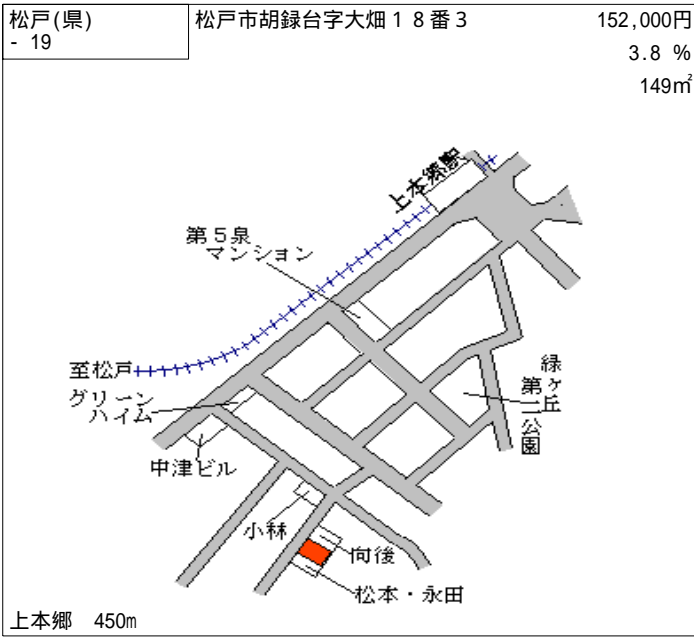 松戸(県)
- 19
松戸市胡録台字大畑１８番３
152,000円
3.8 %
149㎡
上本郷駅
第５泉
マンション
至松戸
グリーン
ハイム
中津ビル
緑ヶ丘
第二公園
小林
向後
松本・永田
上本郷　450m